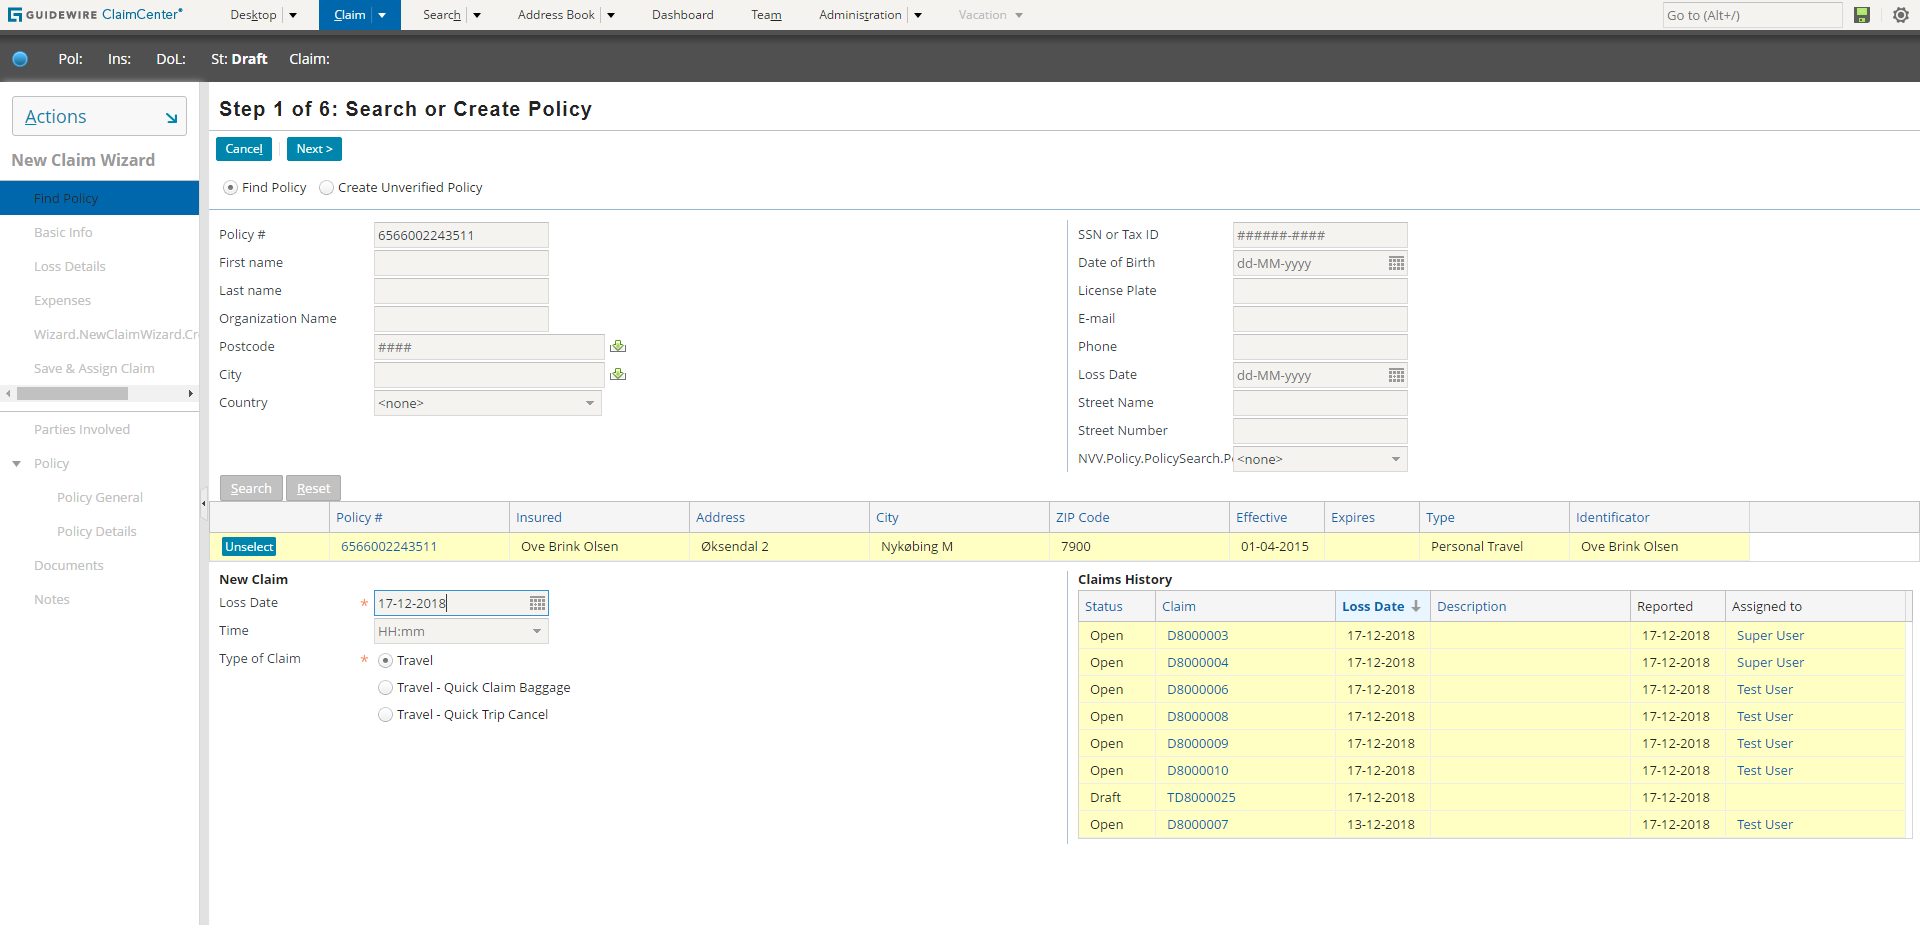 GUIDEWIRE ClaimCenter® Desktop Claim Search Address Book Dashboard Team Administration Vacation Go to (Alt+/)
Pol: Ins: DoL: St: Draft Claim:
Actions
New Claim Wizard
Find Policy
Basic Info
Loss Details
Expenses
Wizard.NewClaimWizard.Cr
Save & Assign Claim
Parties Involved
Policy
Policy General
Policy Details
Documents
Notes
Step 1 of 6: Search or Create Policy
Cancel Next >
Find Policy Create Unverified Policy
Policy # 6566002243511
First name
Last name
Organization Name
Postcode ####
City
Country <none>
SSN or Tax ID ######-####
Date of Birth dd-MM-yyyy
License Plate
E-mail
Phone
Loss Date dd-MM-yyyy
Street Name
Street Number
NVV.Policy.PolicySearch.P <none>
Search Reset
Policy # Insured Address City ZIP Code Effective Expires Type Identificator
Unselect 6566002243511 Ove Brink Olsen Øksendal 2 Nykøbing M 7900 01-04-2015 Personal Travel Ove Brink Olsen
New Claim
Loss Date * 17-12-2018
Time HH:mm
Type of Claim * Travel
Travel - Quick Claim Baggage
Travel - Quick Trip Cancel
Claims History
Status Claim Loss Date Description Reported Assigned to
Open D8000003 17-12-2018 17-12-2018 Super User
Open D8000004 17-12-2018 17-12-2018 Super User
Open D8000006 17-12-2018 17-12-2018 Test User
Open D8000008 17-12-2018 17-12-2018 Test User
Open D8000009 17-12-2018 17-12-2018 Test User
Open D8000010 17-12-2018 17-12-2018 Test User
Draft TD8000025 17-12-2018 17-12-2018
Open D8000007 13-12-2018 17-12-2018 Test User